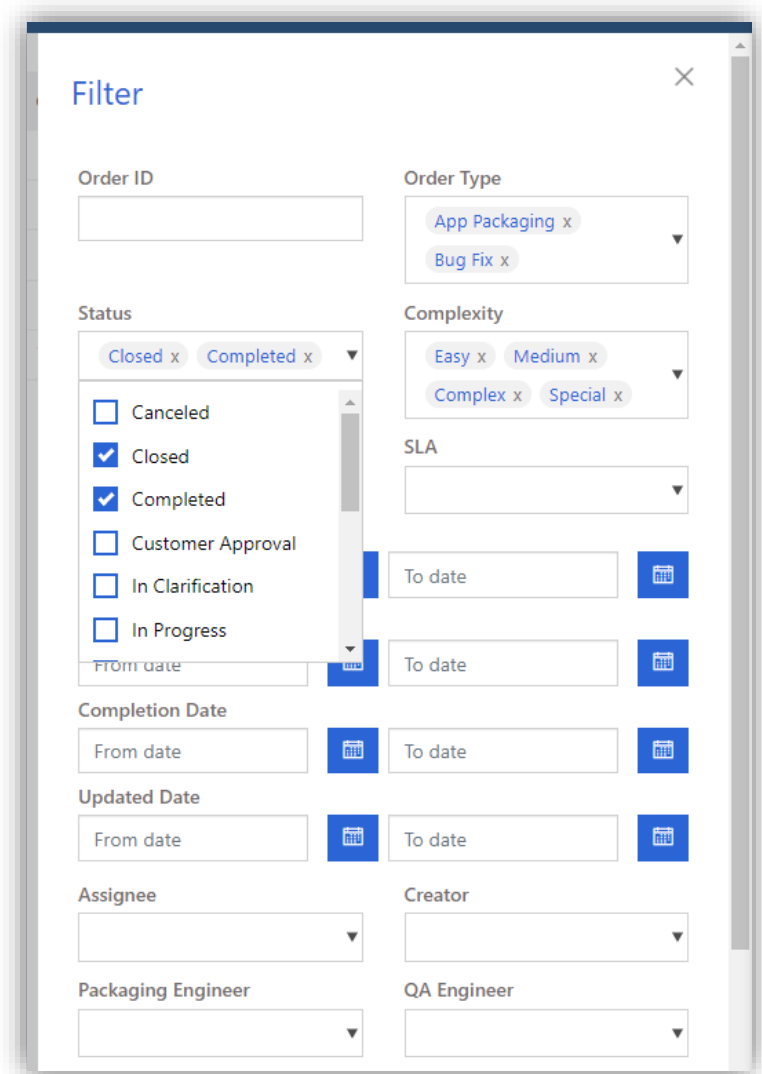 Filter
Order ID
Order Type
App Packaging x
Bug Fix x
Status
Complexity
Closed x Completed x
Easy x Medium x
Complex x Special x
Canceled
Closed
Completed
Customer Approval
In Clarification
In Progress
SLA
To date
From date
To date
Completion Date
From date
To date
Updated Date
From date
To date
Assignee
Creator
Packaging Engineer
QA Engineer